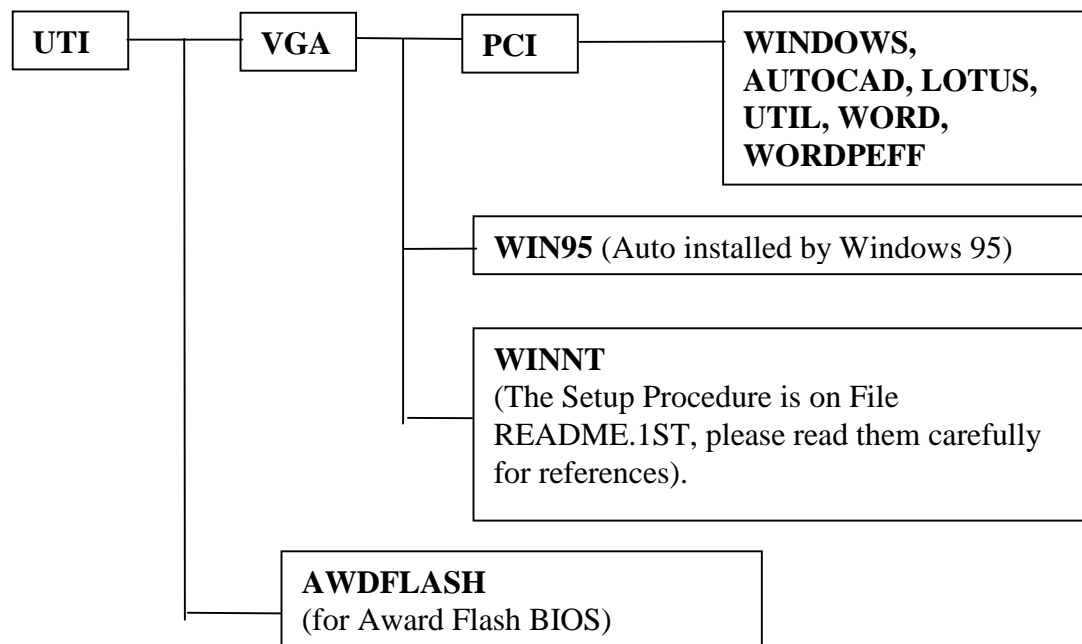 UTI
VGA
PCI
WINDOWS,
AUTOCAD, LOTUS,
UTIL, WORD,
WORDPEFF
WIN95 (Auto installed by Windows 95)
WINNT
(The Setup Procedure is on File
README.1ST, please read them carefully
for references).
AWDFLASH
(for Award Flash BIOS)